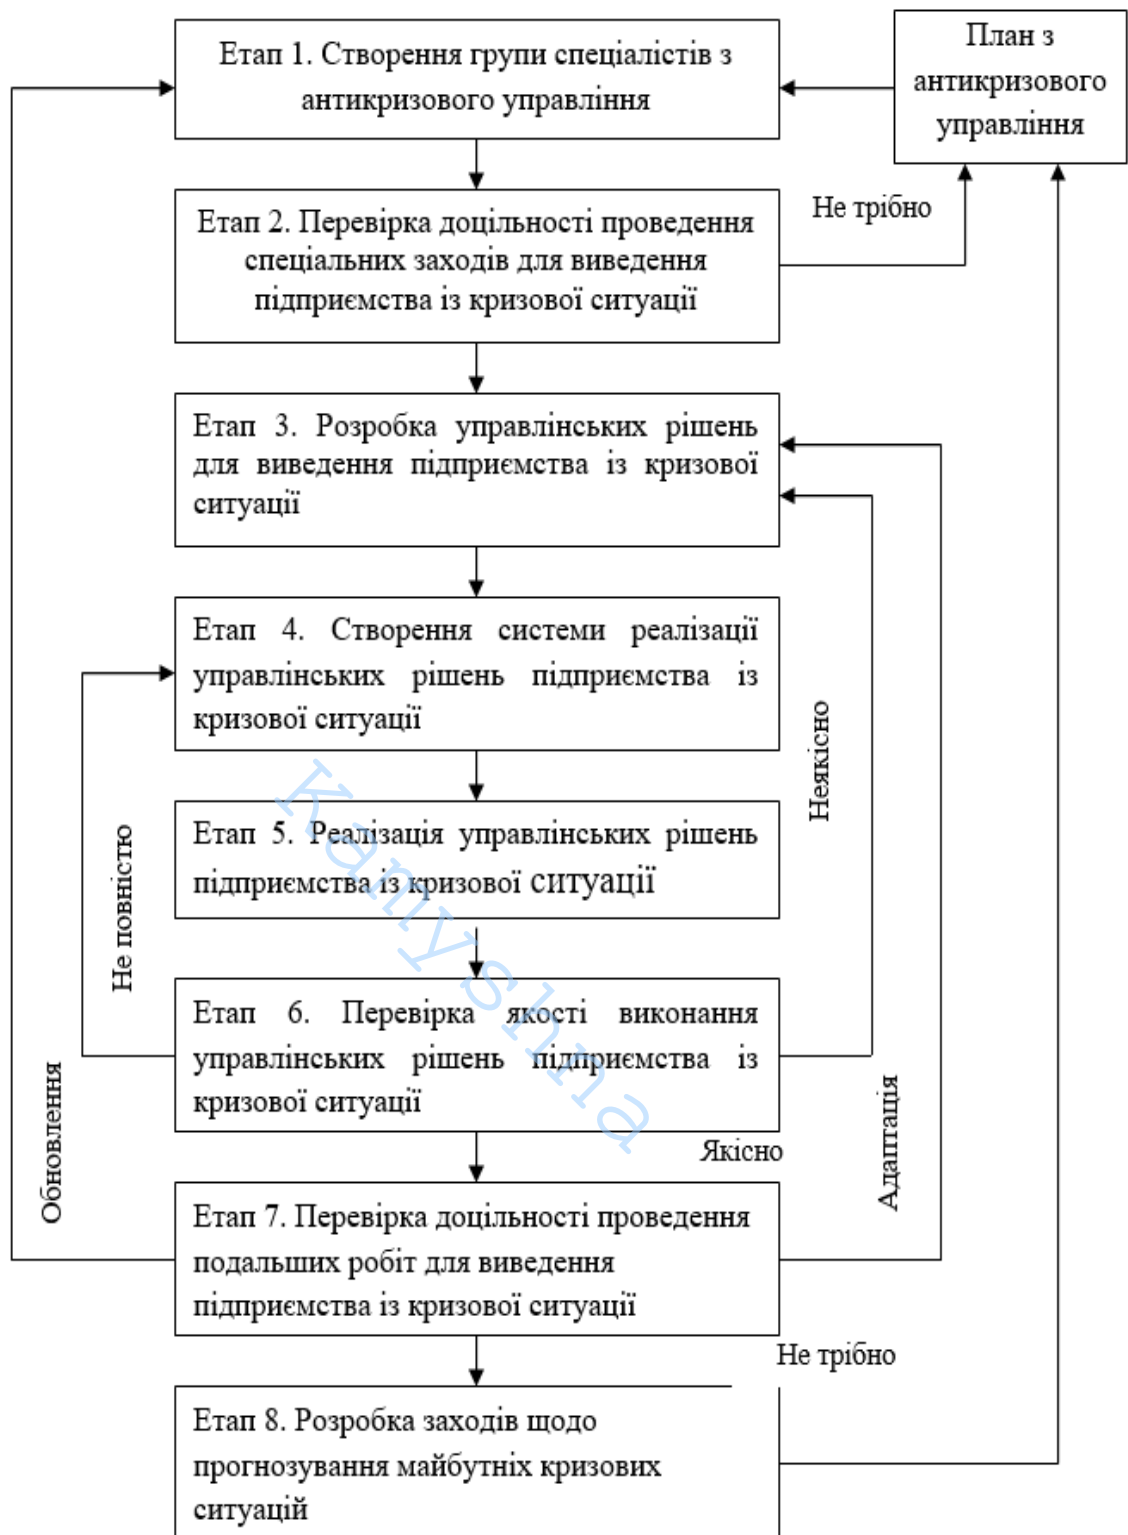 Етап 1. Створення групи спеціалістів з
антикризового управління
План з
антикризового
управління
Етап 2. Перевірка доцільності проведення
спеціальних заходів для виведення
підприємства із кризової ситуації
Не трібно
Етап 3. Розробка управлінських рішень
для виведення підприємства із кризової
ситуації
Етап 4. Створення системи реалізації
управлінських рішень підприємства із
кризової ситуації
Неякісно
Етап 5. Реалізація управлінських рішень
підприємства із кризової ситуації
Не повністю
Етап 6. Перевірка якості виконання
управлінських рішень підприємства із
кризової ситуації
Якісно
Обновлення
Адаптація
Етап 7. Перевірка доцільності проведення
подальших робіт для виведення
підприємства із кризової ситуації
Не трібно
Етап 8. Розробка заходів щодо
прогнозування майбутніх кризових
ситуацій
Kamyshna